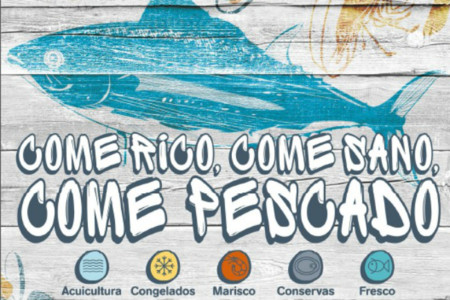 COME RICO, COME SANO,
COME PESCADO
Acuicultura Congelados Marisco Conservas Fresco